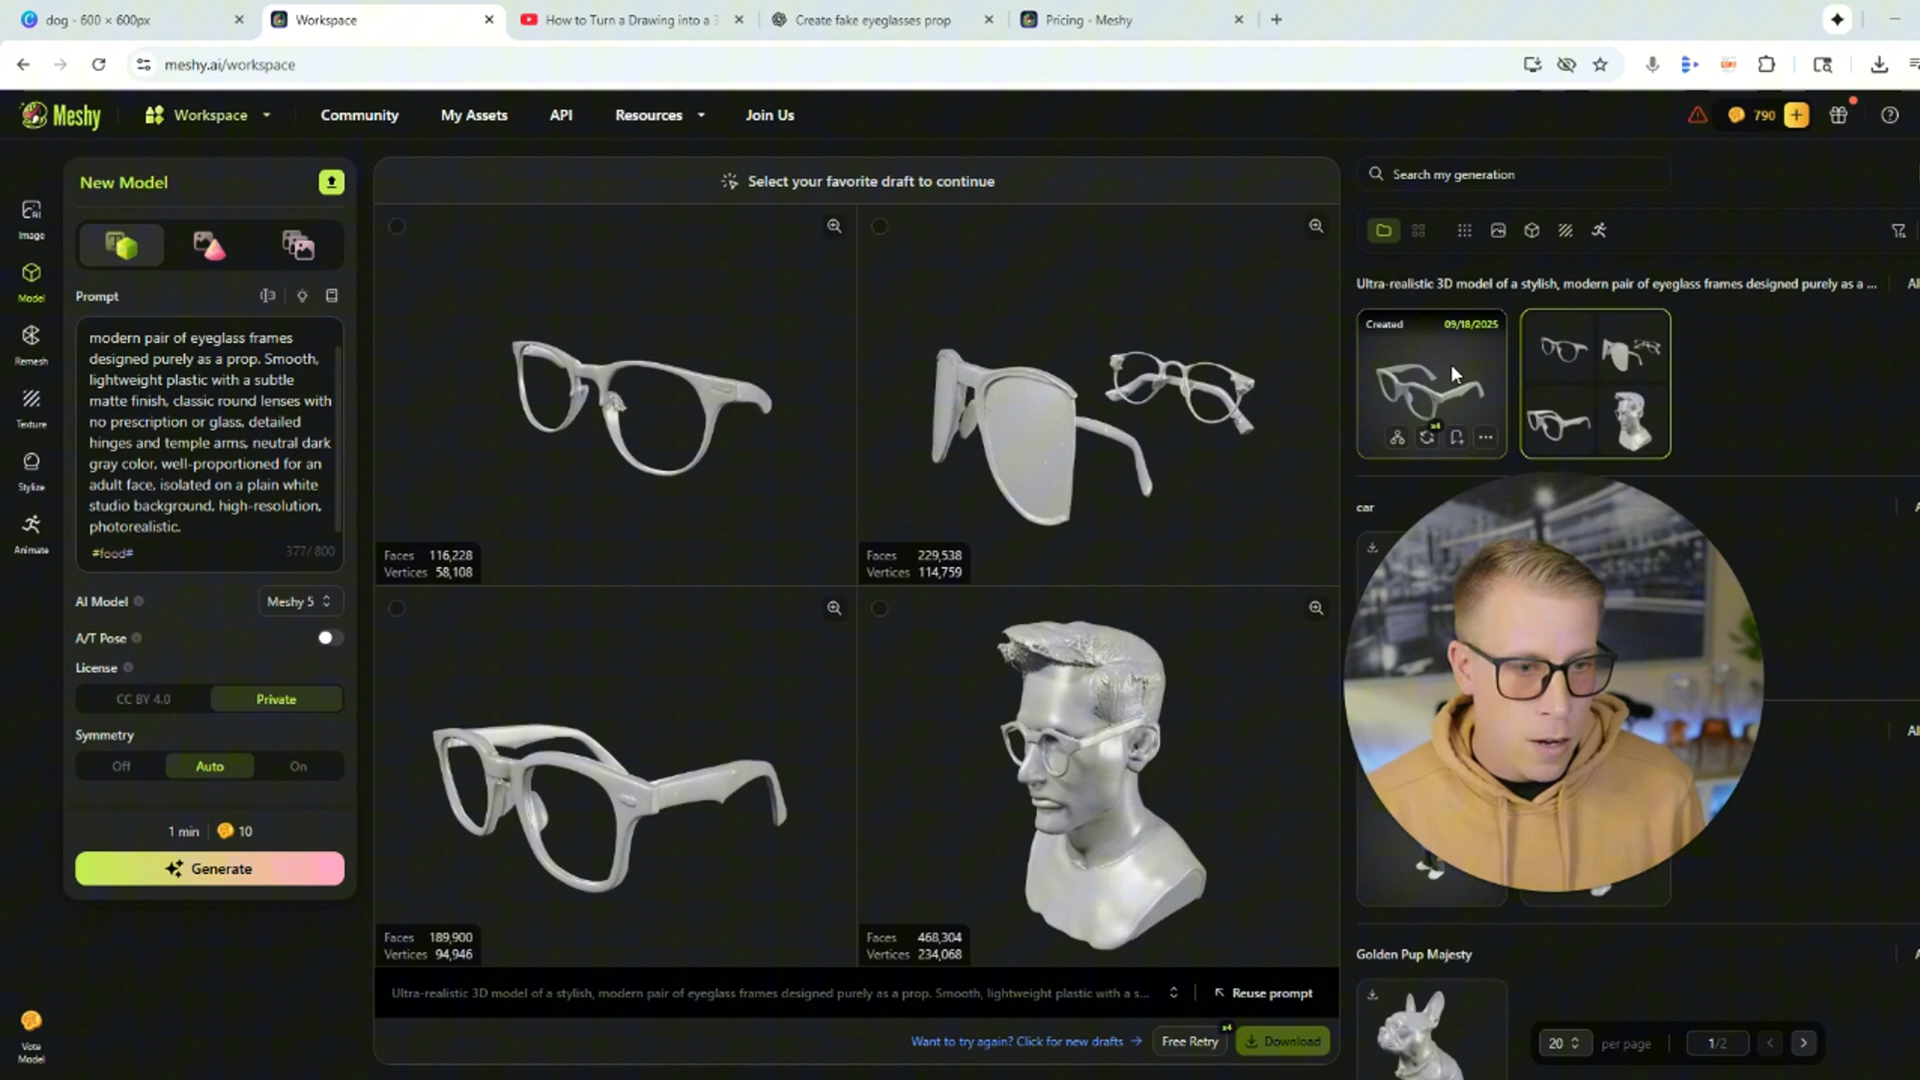 dog - 600 × 600px
Workspace
How to Turn a Drawing into a 3
Create fake eyeglasses prop
Pricing - Meshy
meshy.ai/workspace
Meshy
Workspace
Community
My Assets
API
Resources
Join Us
790
New Model
Select your favorite draft to continue
Search my generation
Image
Model
Remesh
Texture
Stylize
Animate
Prompt
modern pair of eyeglass frames
designed purely as a prop. Smooth,
lightweight plastic with a subtle
matte finish, classic round lenses with
no prescription or glass, detailed
hinges and temple arms, neutral dark
gray color, well-proportioned for an
adult face, isolated on a plain white
studio background, high-resolution,
photorealistic.
#food#
377/800
AI Model
Meshy 5
A/T Pose
License
CC BY 4.0
Private
Symmetry
Off
Auto
On
1 min
10
Generate
Vote
Model
Faces 116,228
Vertices 58,108
Faces 229,538
Vertices 114,759
Faces 189,900
Vertices 94,946
Faces 468,304
Vertices 234,068
Ultra-realistic 3D model of a stylish, modern pair of eyeglass frames designed purely as a prop. Smooth, lightweight plastic with a s...
Reuse prompt
Want to try again? Click for new drafts →
Free Retry
x4
Download
Ultra-realistic 3D model of a stylish, modern pair of eyeglass frames designed purely as a ...
Al
Created
09/18/2025
x4
car
Al
Golden Pup Majesty
20
per page
1/2